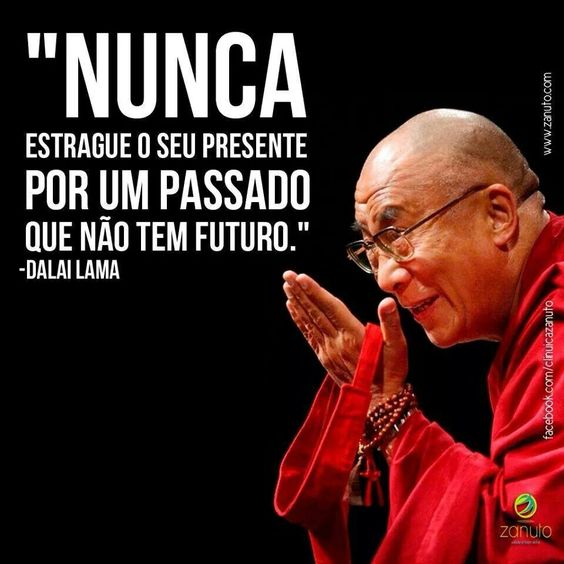 "NUNCA
ESTRAGUE O SEU PRESENTE
POR UM PASSADO
QUE NÃO TEM FUTURO."
-DALAI LAMA
www.zanuto.com
facebook.com/clinicazanuto
zanuto